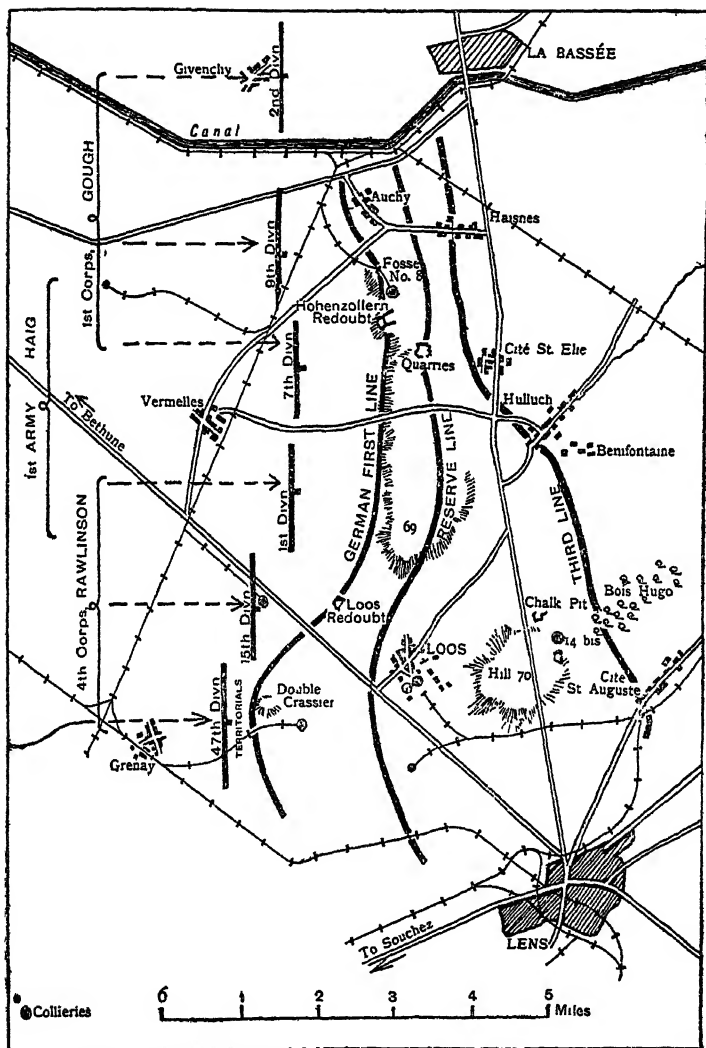 LA BASSÉE
Givenchy
2nd Divn
Canal
GOUGH
1st Corps
Auchy
Haisnes
9th Divn
Fosse
No. 8
Hohenzollern
Redoubt
HAIG
1st ARMY
7th Divn
Quarries
Cité St. Elie
Vermelles
Hulluch
To Bethune
Benifontaine
GERMAN FIRST LINE
RESERVE LINE
1st Divn
69
THIRD LINE
RAWLINSON
4th Corps
Bois Hugo
Chalk Pit
15th Divn
Loos
Redoubt
14 bis
LOOS
Hill 70
Cité
St Auguste
47th Divn
TERRITORIALS
Double
Crassier
Grenay
To Souchez
LENS
Collieries
0 1 2 3 4 5
Miles